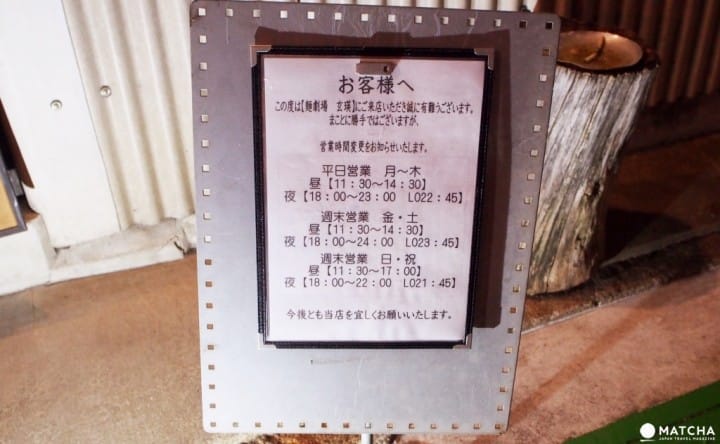 お客様へ
この度は【麺劇場 玄瑛】にご来店いただき誠に有難うございます。
まことに勝手ではございますが、
営業時間変更をお知らせいたします。
平日営業 月～木
昼【11：30～14：30】
夜【18：00～23：00 LO22：45】
週末営業 金・土
昼【11：30～14：30】
夜【18：00～24：00 LO23：45】
週末営業 日・祝
昼【11：30～17：00】
夜【18：00～22：00 LO21：45】
今後とも当店を宜しくお願いいたします。
MATCHA
JAPAN TRAVEL MAGAZINE